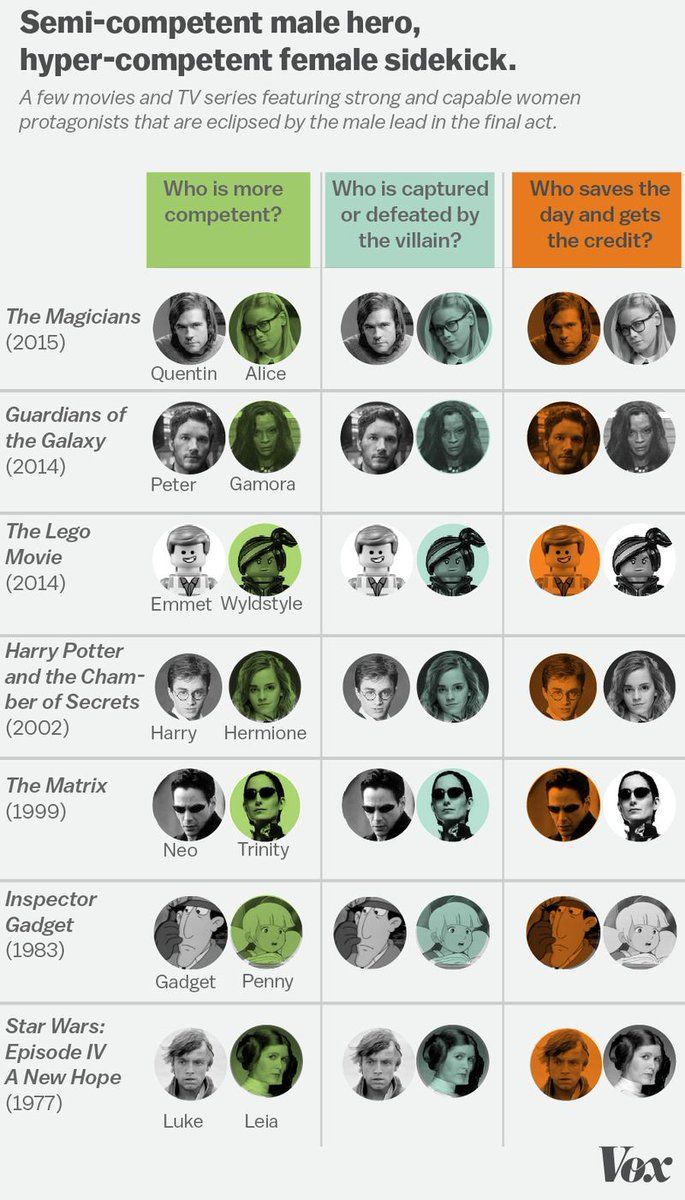 Semi-competent male hero,
hyper-competent female sidekick.
A few movies and TV series featuring strong and capable women
protagonists that are eclipsed by the male lead in the final act.
Who is more
competent?
Who is captured
or defeated by
the villain?
Who saves the
day and gets
the credit?
The Magicians
(2015)
Quentin Alice
Guardians of
the Galaxy
(2014)
Peter Gamora
The Lego
Movie
(2014)
Emmet Wyldstyle
Harry Potter
and the Cham-
ber of Secrets
(2002)
Harry Hermione
The Matrix
(1999)
Neo Trinity
Inspector
Gadget
(1983)
Gadget Penny
Star Wars:
Episode IV
A New Hope
(1977)
Luke Leia
Vox